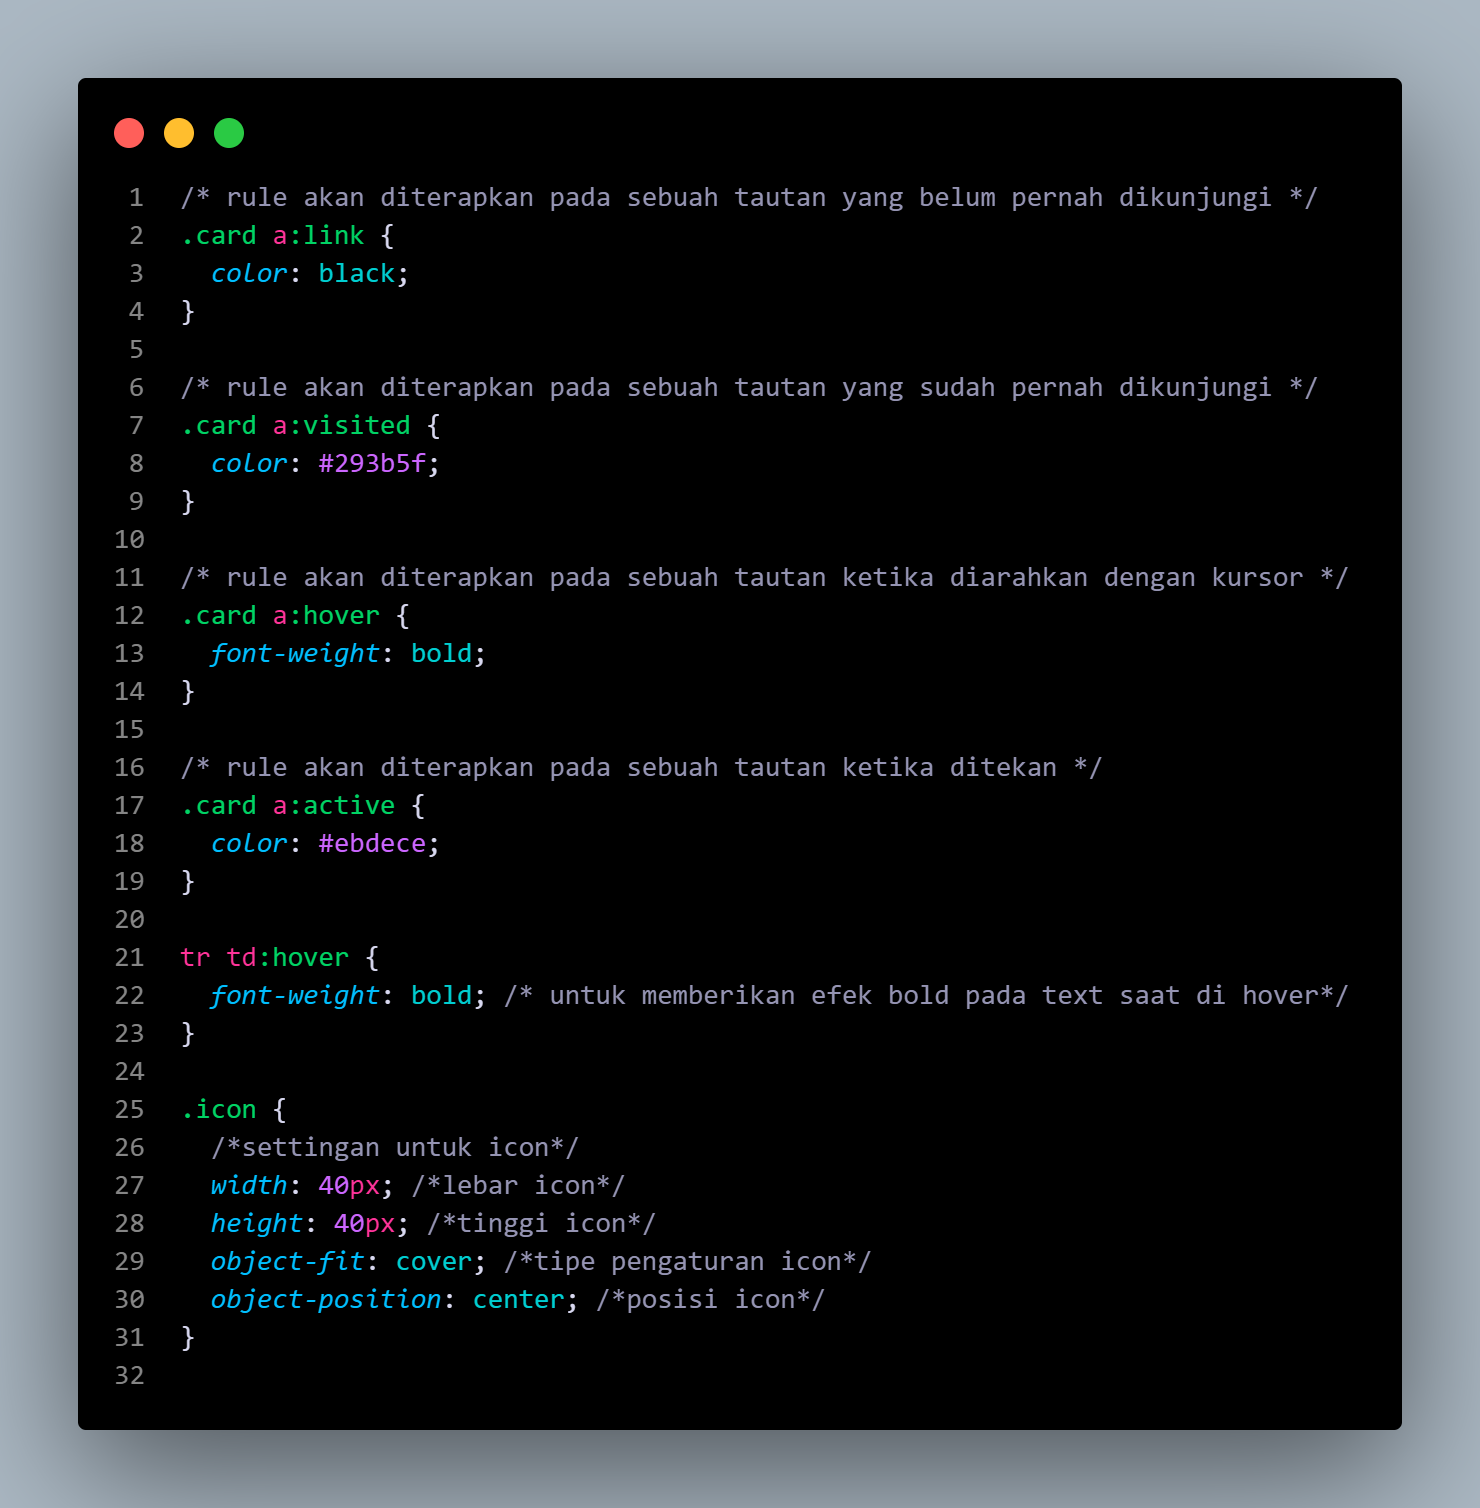 1 /* rule akan diterapkan pada sebuah tautan yang belum pernah dikunjungi */
2 .card a:link {
3   color: black;
4 }
5
6 /* rule akan diterapkan pada sebuah tautan yang sudah pernah dikunjungi */
7 .card a:visited {
8   color: #293b5f;
9 }
10
11 /* rule akan diterapkan pada sebuah tautan ketika diarahkan dengan kursor */
12 .card a:hover {
13   font-weight: bold;
14 }
15
16 /* rule akan diterapkan pada sebuah tautan ketika ditekan */
17 .card a:active {
18   color: #ebdece;
19 }
20
21 tr td:hover {
22   font-weight: bold; /* untuk memberikan efek bold pada text saat di hover*/
23 }
24
25 .icon {
26   /*settingan untuk icon*/
27   width: 40px; /*lebar icon*/
28   height: 40px; /*tinggi icon*/
29   object-fit: cover; /*tipe pengaturan icon*/
30   object-position: center; /*posisi icon*/
31 }
32